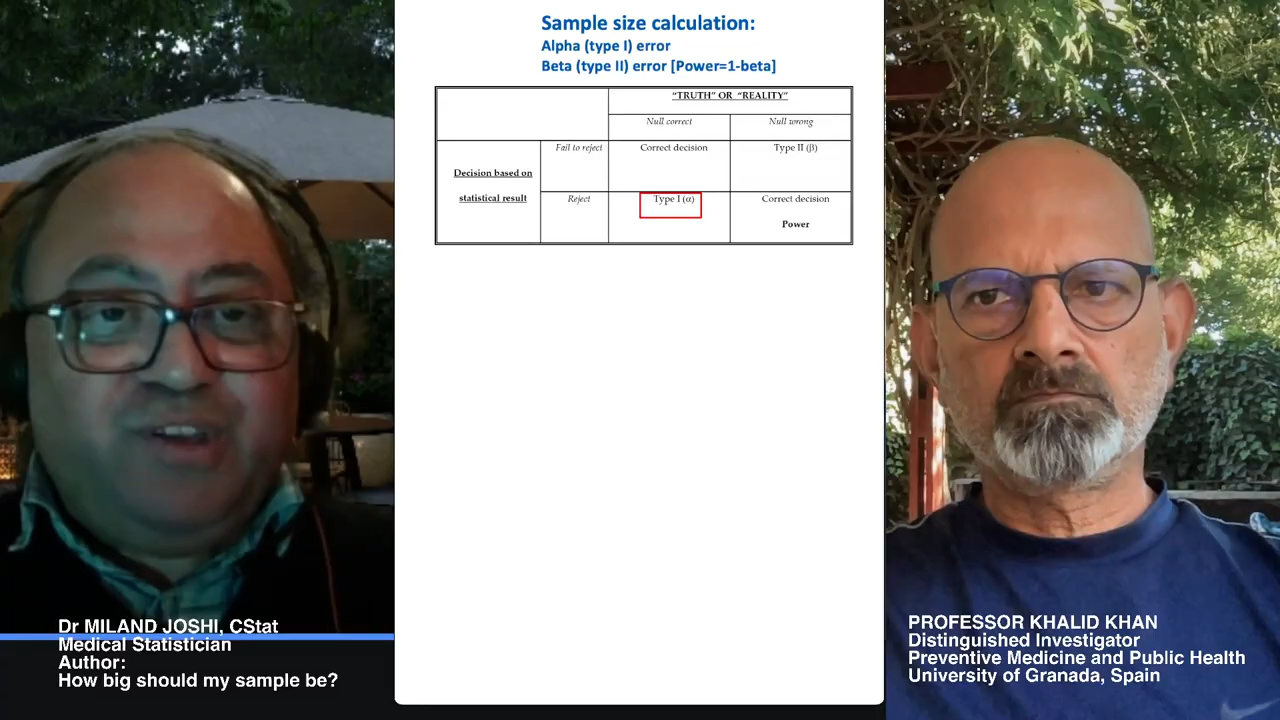 Sample size calculation:
Alpha (type I) error
Beta (type II) error [Power=1-beta]
"TRUTH" OR "REALITY"
Null correct
Null wrong
Decision based on
statistical result
Fail to reject
Correct decision
Type II (β)
Reject
Type I (α)
Correct decision
Power
Dr MILAND JOSHI, CStat
Medical Statistician
Author:
How big should my sample be?
PROFESSOR KHALID KHAN
Distinguished Investigator
Preventive Medicine and Public Health
University of Granada, Spain